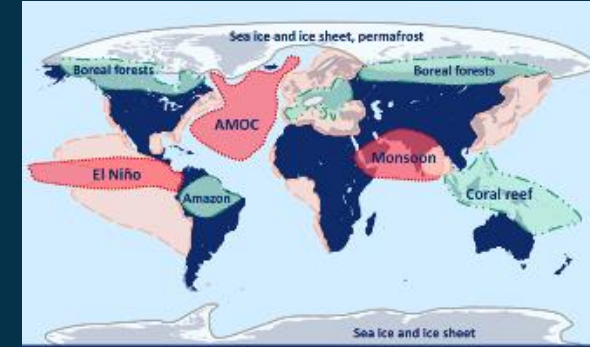 Sea ice and ice sheet, permafrost
Boreal forests
Boreal forests
AMOC
Monsoon
El Niño
Amazon
Coral reef
Sea ice and ice sheet